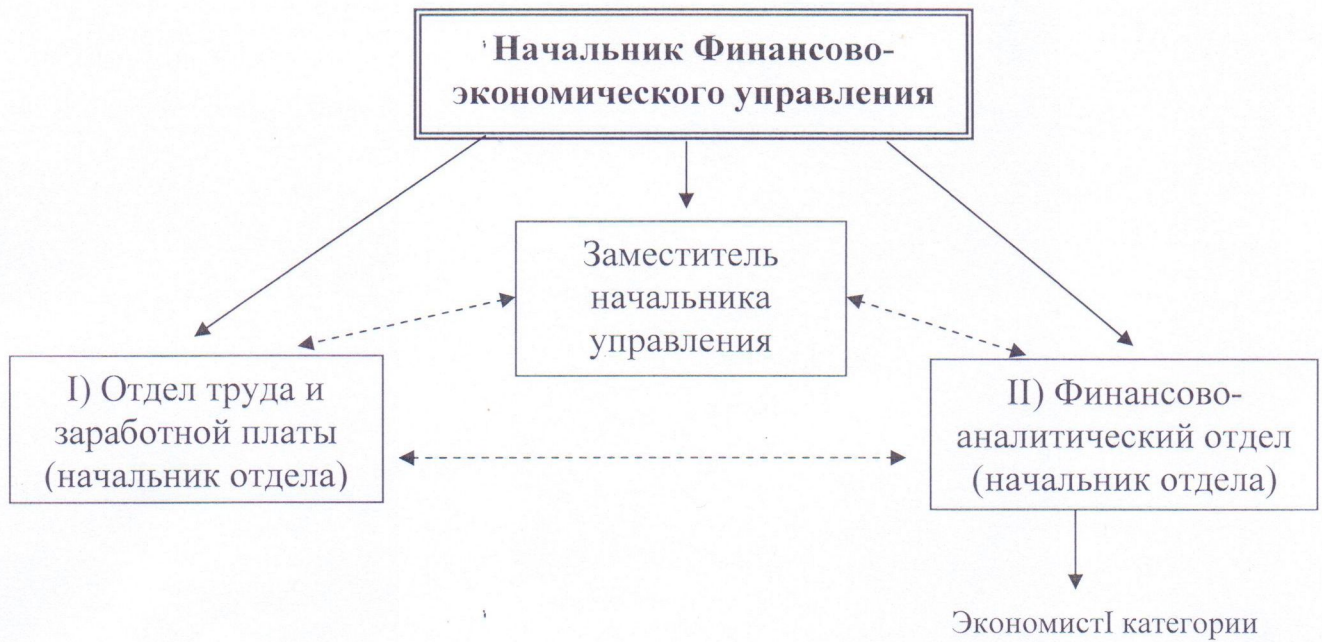 Начальник Финансово-
экономического управления
Заместитель
начальника
управления
I) Отдел труда и
заработной платы
(начальник отдела)
II) Финансово-
аналитический отдел
(начальник отдела)
ЭкономистI категории